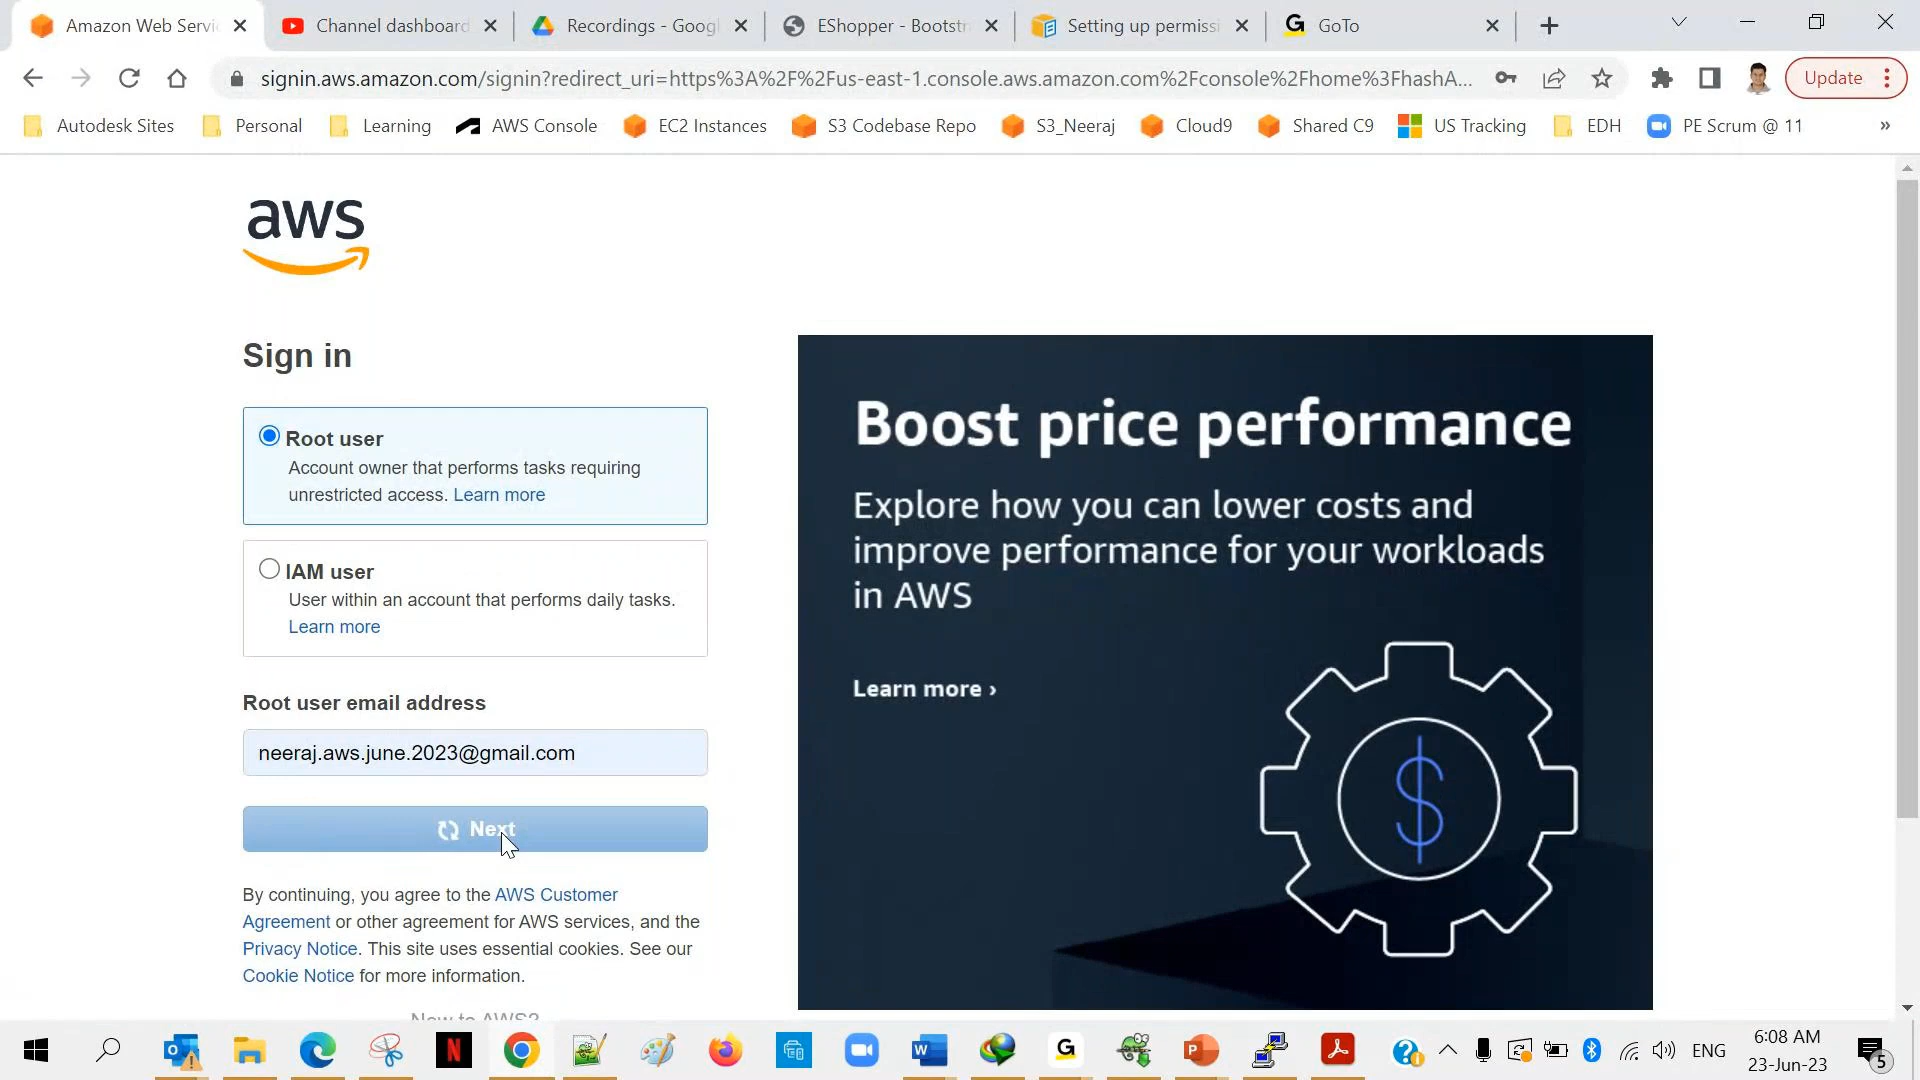 Amazon Web Servi
Channel dashboard
Recordings - Googl
EShopper - Bootstr
Setting up permissi
G GoTo
signin.aws.amazon.com/signin?redirect_uri=https%3A%2F%2Fus-east-1.console.aws.amazon.com%2Fconsole%2Fhome%3FhashA...
Update
Autodesk Sites
Personal
Learning
AWS Console
EC2 Instances
S3 Codebase Repo
S3_Neeraj
Cloud9
Shared C9
US Tracking
EDH
PE Scrum @ 11
»
aws
Sign in
Root user
Account owner that performs tasks requiring
unrestricted access. Learn more
IAM user
User within an account that performs daily tasks.
Learn more
Root user email address
neeraj.aws.june.2023@gmail.com
Next
By continuing, you agree to the AWS Customer
Agreement or other agreement for AWS services, and the
Privacy Notice. This site uses essential cookies. See our
Cookie Notice for more information.
New to AWS?
Boost price performance
Explore how you can lower costs and
improve performance for your workloads
in AWS
Learn more ›
$
ENG
6:08 AM
23-Jun-23
5